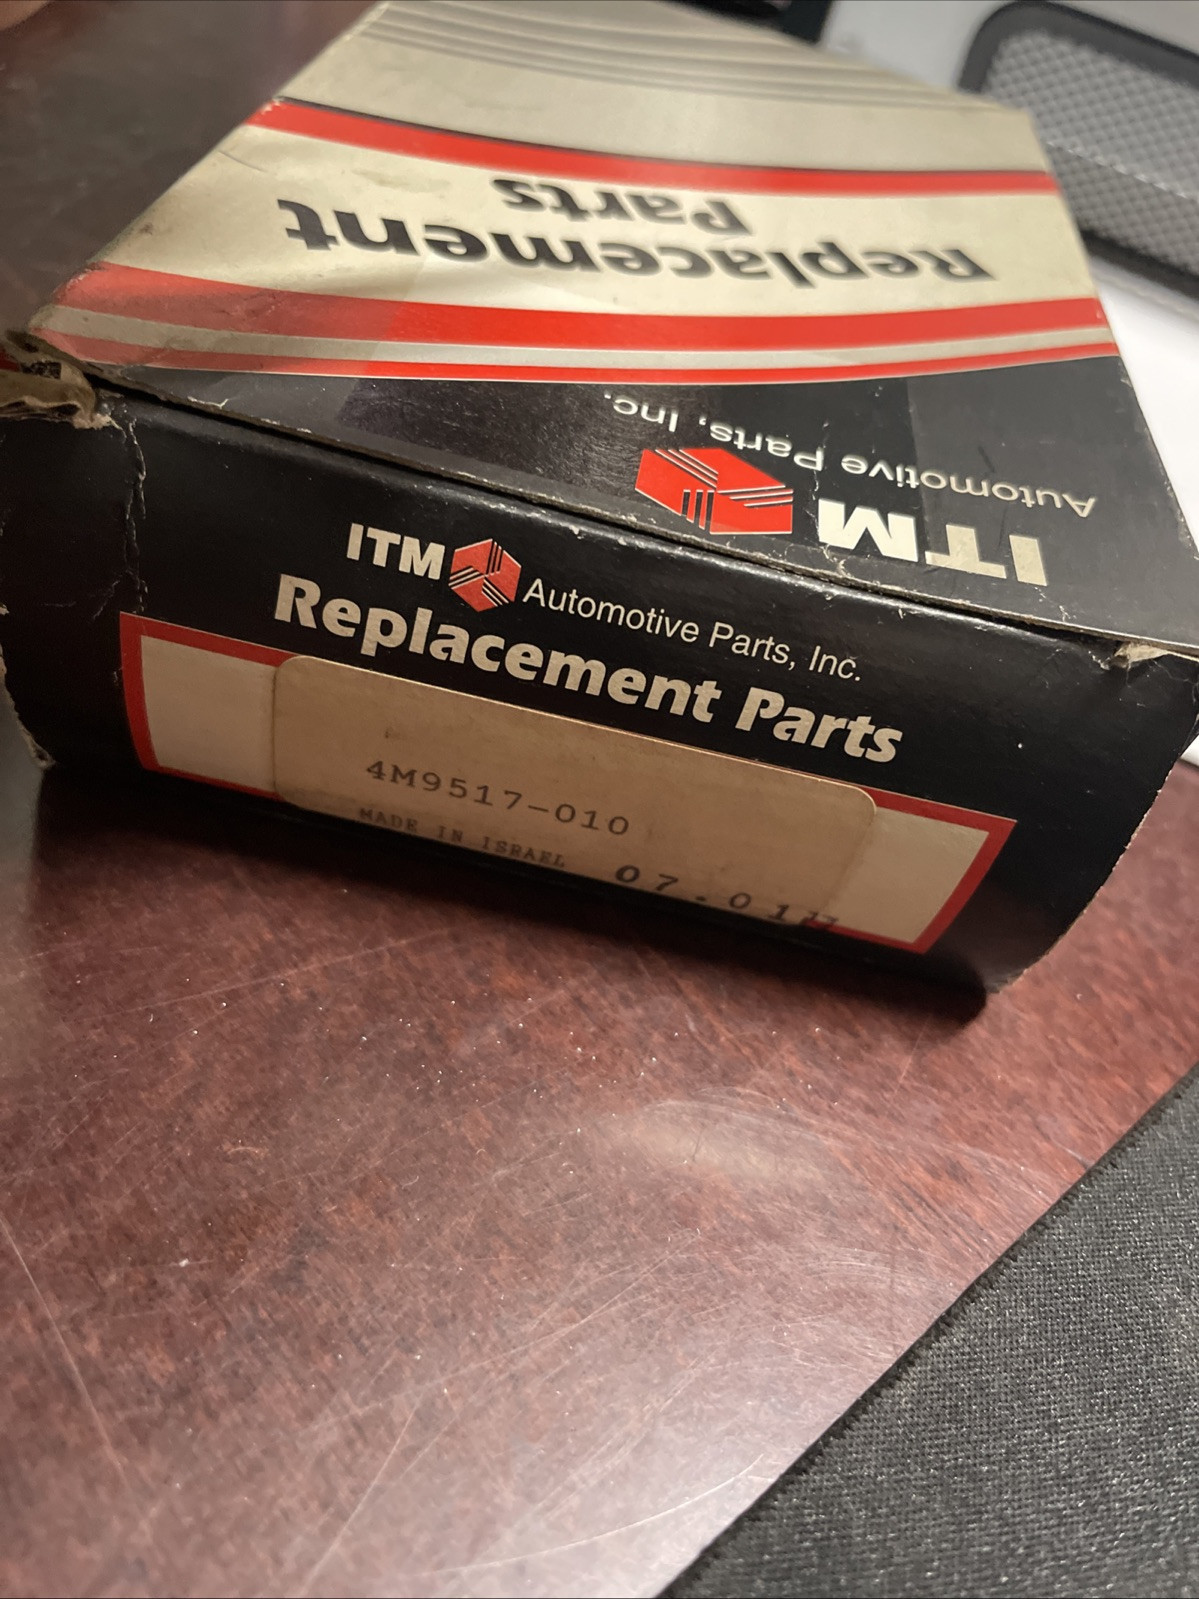 Replacement
Parts
ITM
Automotive Parts, Inc.
ITM Automotive Parts, Inc.
Replacement Parts
4M9517-010
MADE IN ISRAEL